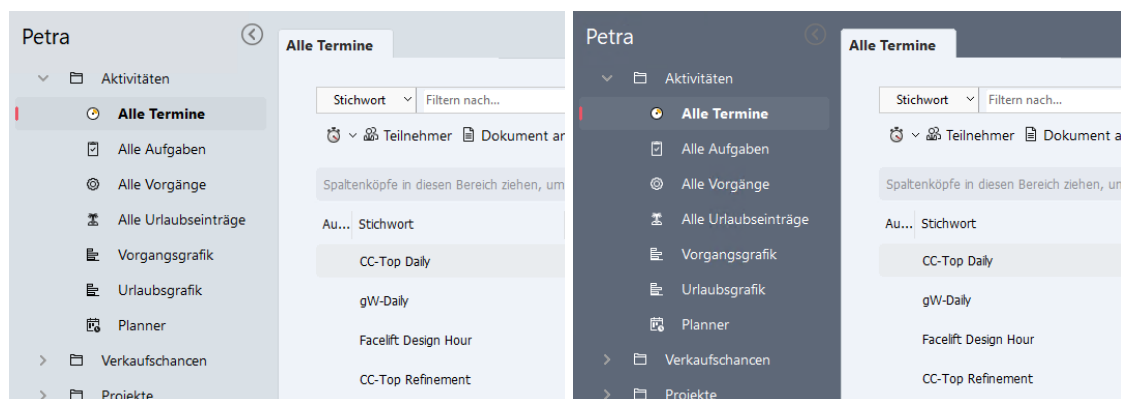 Petra
Aktivitäten
Alle Termine
Alle Aufgaben
Alle Vorgänge
Alle Urlaubseinträge
Vorgangsgrafik
Urlaubsgrafik
Planner
Verkaufschancen
Projekte
Alle Termine
Stichwort Filtern nach...
Teilnehmer Dokument an
Spaltenköpfe in diesen Bereich ziehen, um
Au... Stichwort
CC-Top Daily
gW-Daily
Facelift Design Hour
CC-Top Refinement
Petra
Aktivitäten
Alle Termine
Alle Aufgaben
Alle Vorgänge
Alle Urlaubseinträge
Vorgangsgrafik
Urlaubsgrafik
Planner
Verkaufschancen
Projekte
Alle Termine
Stichwort Filtern nach...
Teilnehmer Dokument a
Spaltenköpfe in diesen Bereich ziehen, un
Au... Stichwort
CC-Top Daily
gW-Daily
Facelift Design Hour
CC-Top Refinement